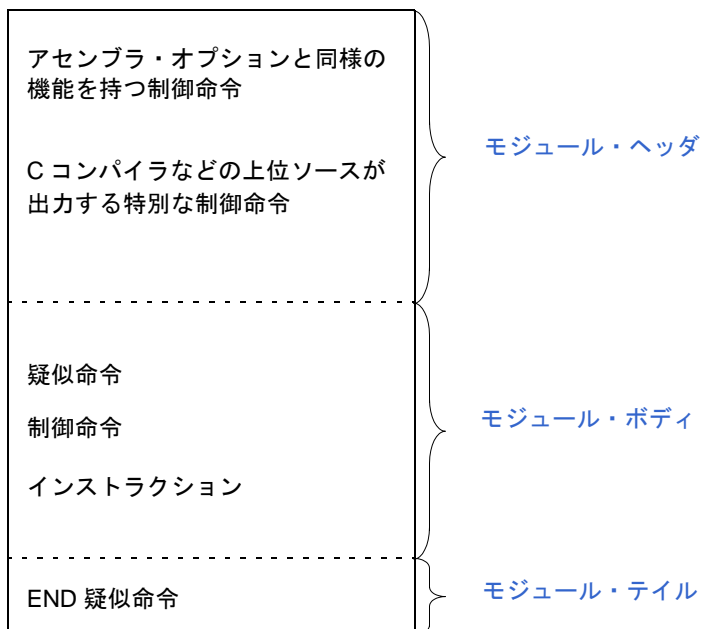 アセンブラ・オプションと同様の
機能を持つ制御命令
C コンパイラなどの上位ソースが
出力する特別な制御命令
モジュール・ヘッダ
疑似命令
制御命令
インストラクション
モジュール・ボディ
END 疑似命令
モジュール・テイル